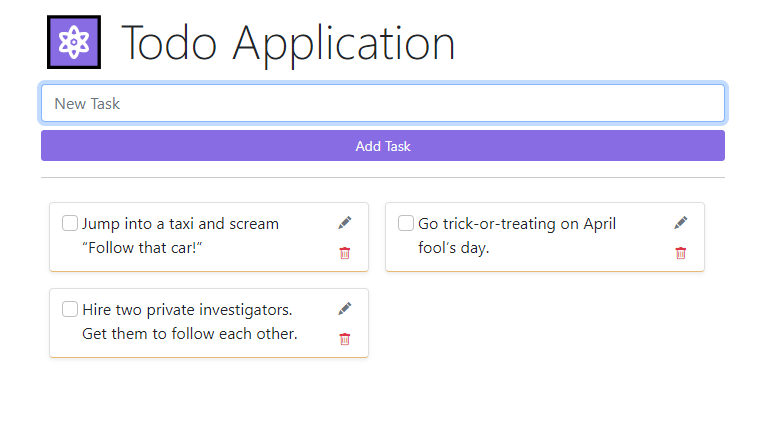 Todo Application
New Task
Add Task
Jump into a taxi and scream
“Follow that car!”
Go trick-or-treating on April
fool’s day.
Hire two private investigators.
Get them to follow each other.